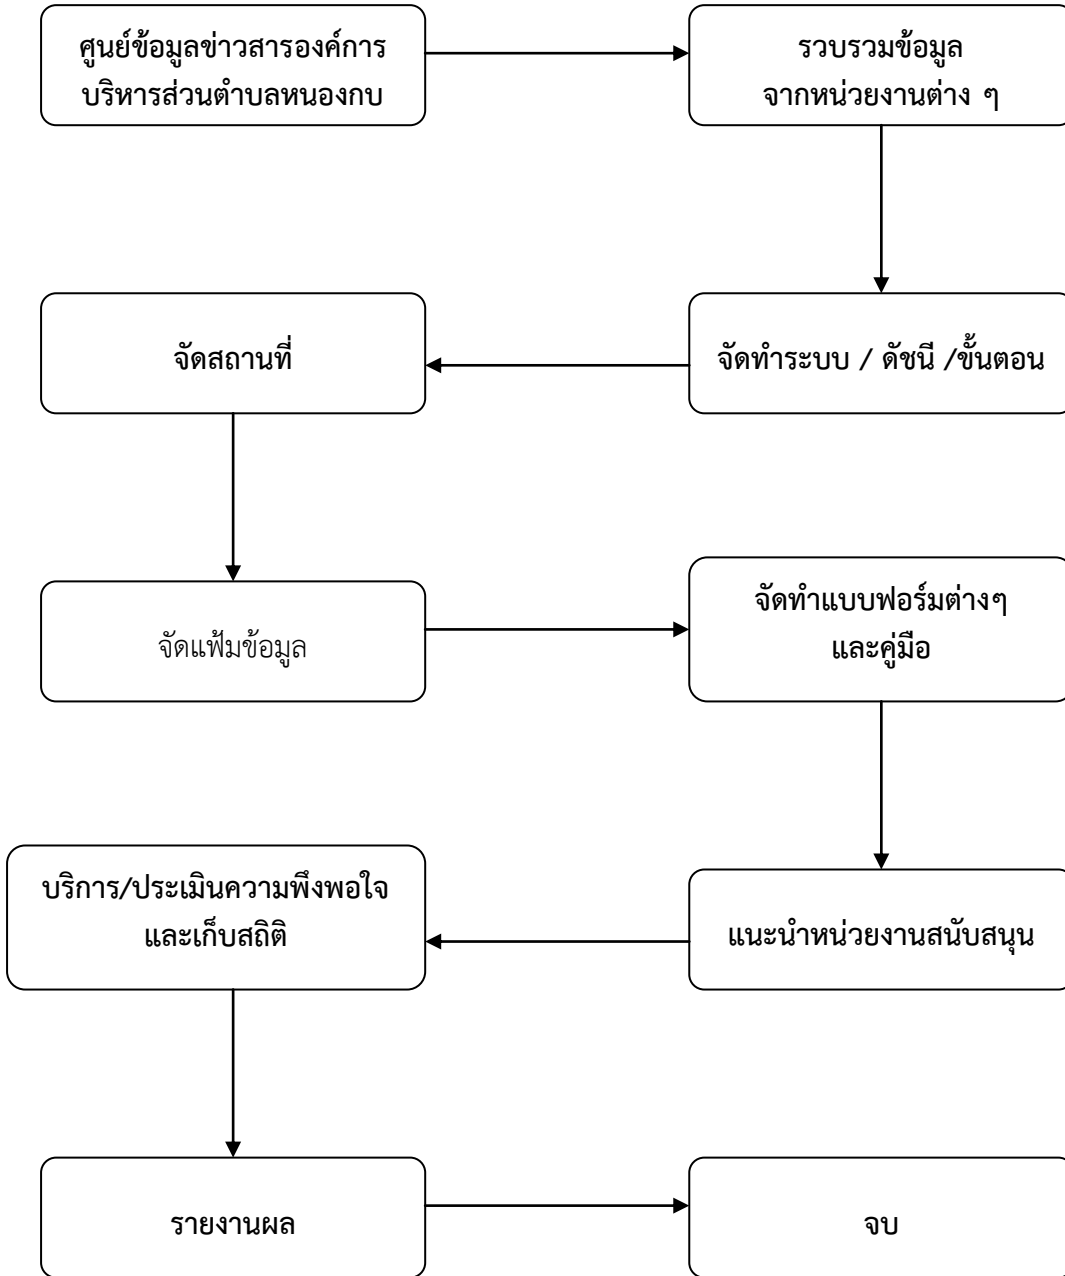 ศูนย์ข้อมูลข่าวสารองค์การ
บริหารส่วนตำบลหนองกบ
รวบรวมข้อมูล
จากหน่วยงานต่าง ๆ
จัดทำระบบ / ดัชนี /ขั้นตอน
จัดสถานที่
จัดแฟ้มข้อมูล
จัดทำแบบฟอร์มต่างๆ
และคู่มือ
แนะนำหน่วยงานสนับสนุน
บริการ/ประเมินความพึงพอใจ
และเก็บสถิติ
รายงานผล
จบ